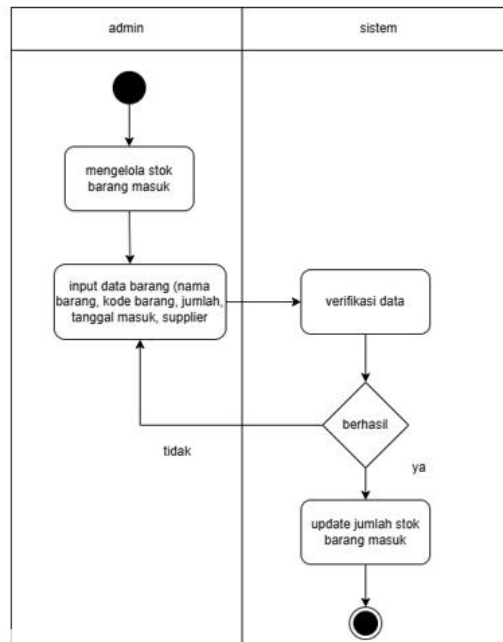 admin
sistem
mengelola stok
barang masuk
input data barang (nama
barang, kode barang, jumlah,
tanggal masuk, supplier
verifikasi data
berhasil
tidak
ya
update jumlah stok
barang masuk